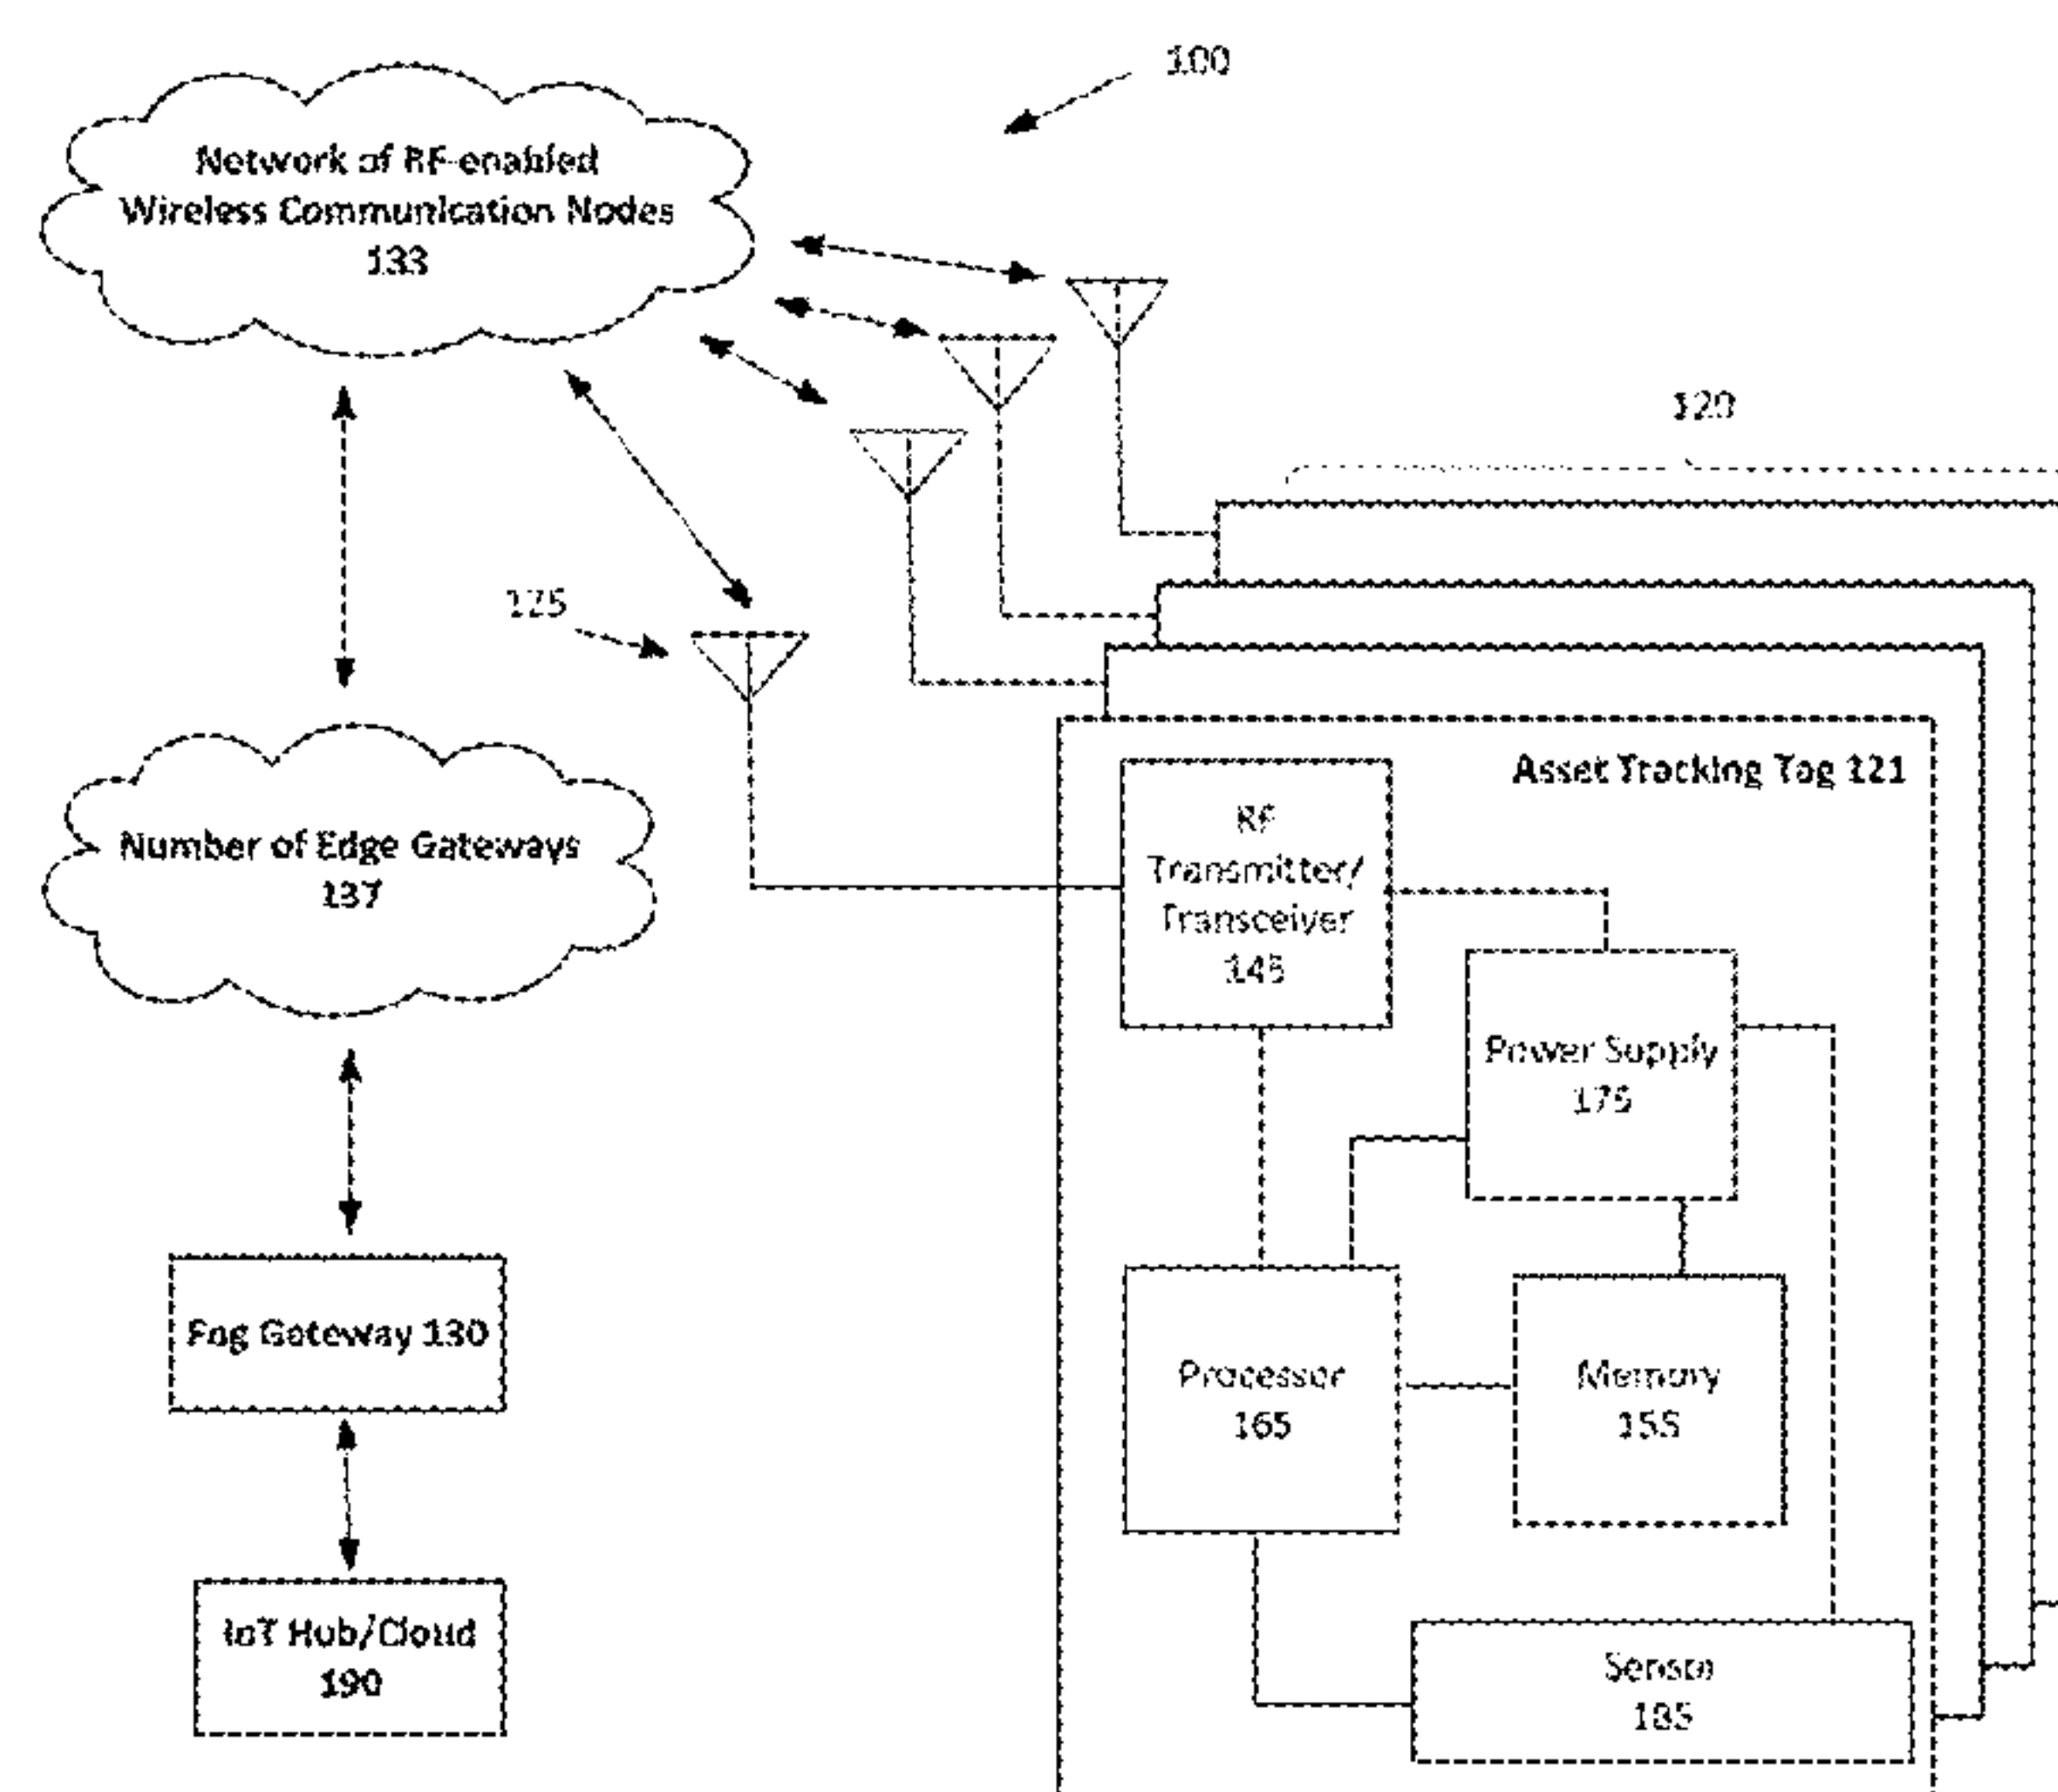 100
Network of RF-enabled
Wireless Communication Nodes
133
120
125
Asset Tracking Tag 121
RF
Transmitter/
Transceiver
145
Number of Edge Gateways
137
Power Supply
175
Fog Gateway 130
Processor
165
Memory
155
IoT Hub/Cloud
190
Sensor
185